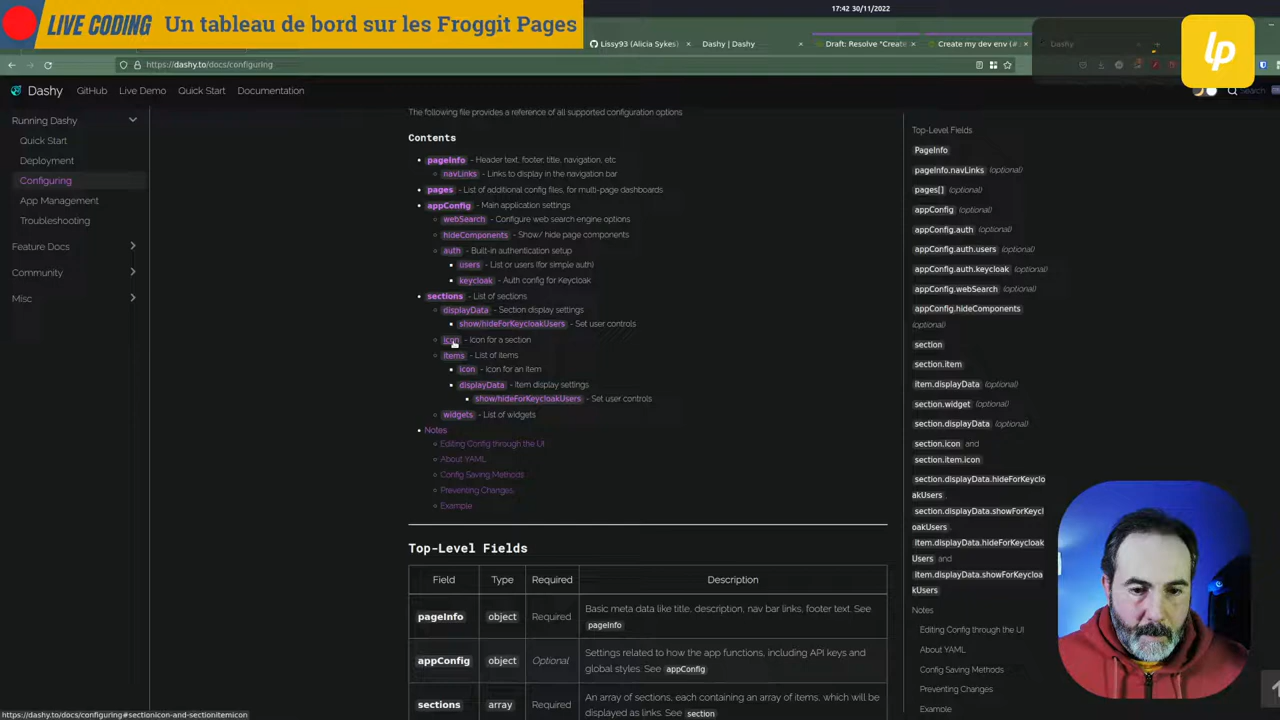 17:42 30/11/2022
LIVE CODING Un tableau de bord sur les Froggit Pages
Lissy93 (Alicia Sykes)
Dashy | Dashy
Draft: Resolve "Create
Create my dev env (#
Dashy
lp
https://dashy.to/docs/configuring
Dashy GitHub Live Demo Quick Start Documentation
Search
Running Dashy
Quick Start
Deployment
Configuring
App Management
Troubleshooting
Feature Docs
Community
Misc
The following file provides a reference of all supported configuration options
Contents
pageInfo - Header text, footer, title, navigation, etc
navLinks - Links to display in the navigation bar
pages - List of additional config files, for multi-page dashboards
appConfig - Main application settings
webSearch - Configure web search engine options
hideComponents - Show/ hide page components
auth - Built-in authentication setup
users - List or users (for simple auth)
keycloak - Auth config for Keycloak
sections - List of sections
displayData - Section display settings
show/hideForKeycloakUsers - Set user controls
icon - Icon for a section
items - List of items
icon - Icon for an item
displayData - Item display settings
show/hideForKeycloakUsers - Set user controls
widgets - List of widgets
Notes
Editing Config through the UI
About YAML
Config Saving Methods
Preventing Changes
Example
Top-Level Fields
Field Type Required Description
pageInfo object Required Basic meta data like title, description, nav bar links, footer text. See
pageInfo
appConfig object Optional Settings related to how the app functions, including API keys and
global styles. See appConfig
sections array Required An array of sections, each containing an array of items, which will be
displayed as links. See section
Top-Level Fields
PageInfo
pageInfo.navLinks (optional)
pages[] (optional)
appConfig (optional)
appConfig.auth (optional)
appConfig.auth.users (optional)
appConfig.auth.keycloak (optional)
appConfig.webSearch (optional)
appConfig.hideComponents
(optional)
section
section.item
item.displayData (optional)
section.widget (optional)
section.displayData (optional)
section.icon and
section.item.icon
section.displayData.hideForKeyclo
akUsers
section.displayData.showForKeycl
oakUsers
item.displayData.hideForKeycloak
Users and
item.displayData.showForKeycloa
kUsers
Notes
Editing Config through the UI
About YAML
Config Saving Methods
Preventing Changes
Example
https://dashy.to/docs/configuring#sectionicon-and-sectionitemicon